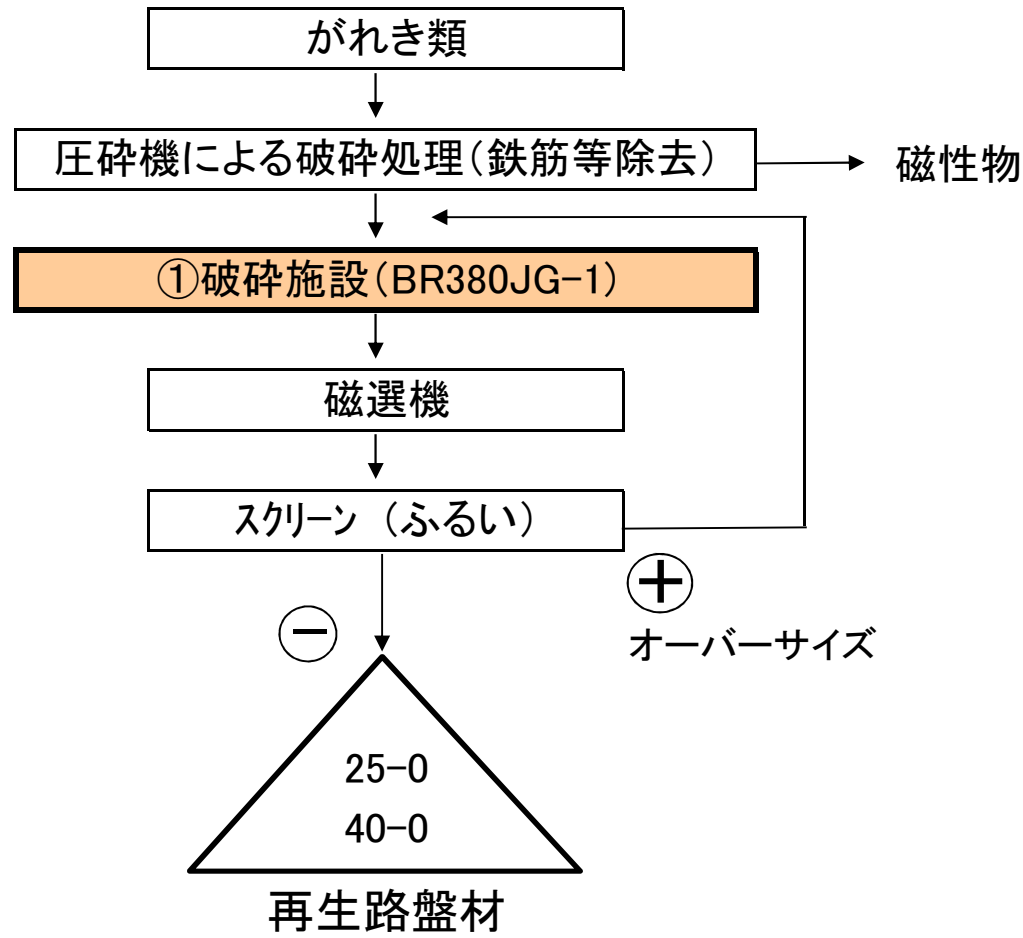 がれき類
圧砕機による破砕処理(鉄筋等除去)
磁性物
①破砕施設(BR380JG-1)
磁選機
ｽｸﾘｰﾝ (ふるい)
＋
オーバーサイズ
－
25-0
40-0
再生路盤材